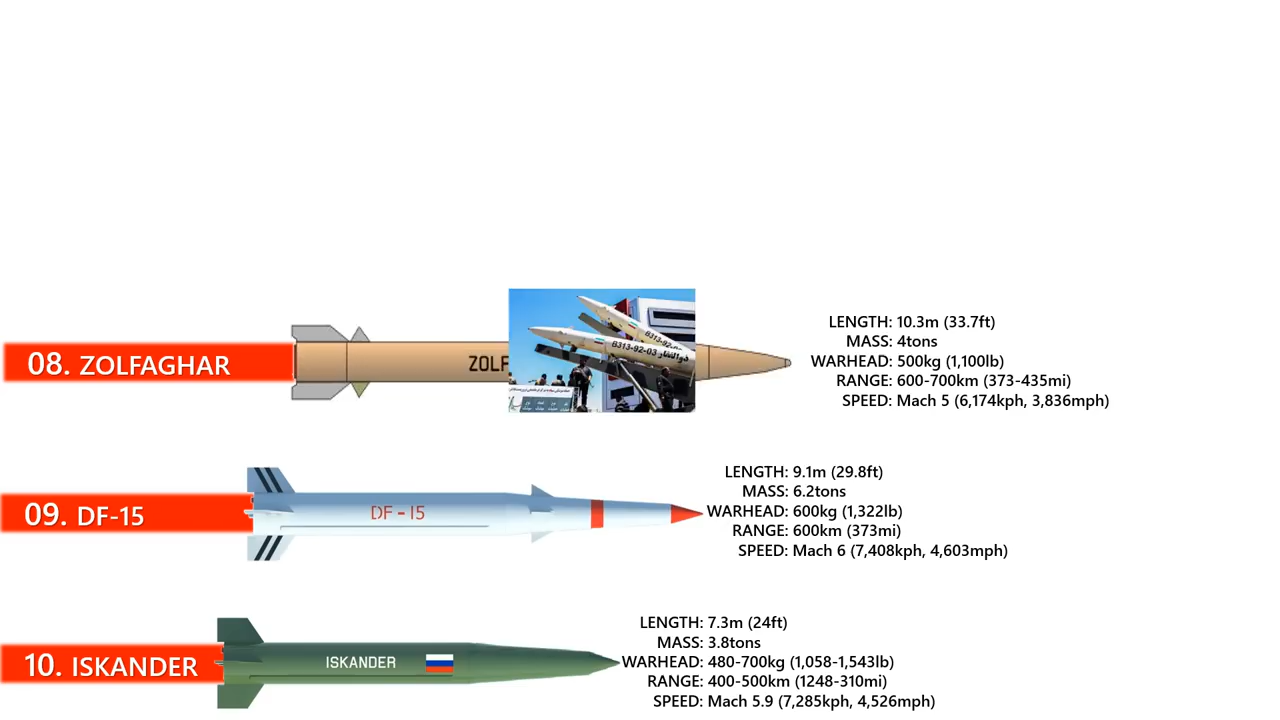 LENGTH: 10.3m (33.7ft)
MASS: 4tons
08. ZOLFAGHAR
ZOLF
B313-92-03 ذوالفقار
WARHEAD: 500kg (1,100lb)
RANGE: 600-700km (373-435mi)
SPEED: Mach 5 (6,174kph, 3,836mph)
LENGTH: 9.1m (29.8ft)
MASS: 6.2tons
09. DF-15
DF-15
WARHEAD: 600kg (1,322lb)
RANGE: 600km (373mi)
SPEED: Mach 6 (7,408kph, 4,603mph)
LENGTH: 7.3m (24ft)
MASS: 3.8tons
10. ISKANDER
ISKANDER
WARHEAD: 480-700kg (1,058-1,543lb)
RANGE: 400-500km (1248-310mi)
SPEED: Mach 5.9 (7,285kph, 4,526mph)